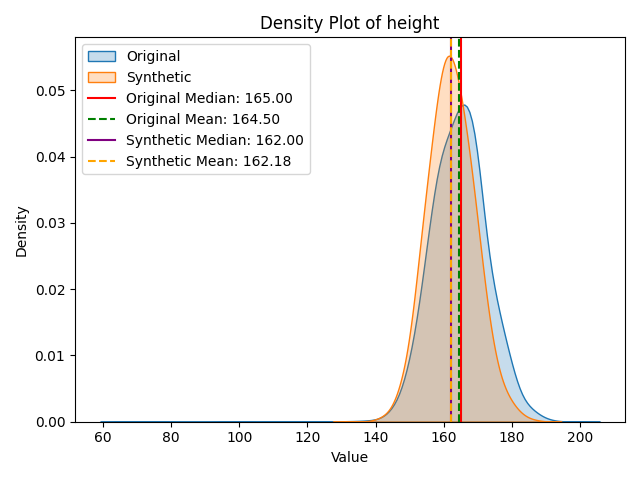 Density Plot of height
Original
Synthetic
Original Median: 165.00
Original Mean: 164.50
Synthetic Median: 162.00
Synthetic Mean: 162.18
Density
0.05
0.04
0.03
0.02
0.01
0.00
60 80 100 120 140 160 180 200
Value